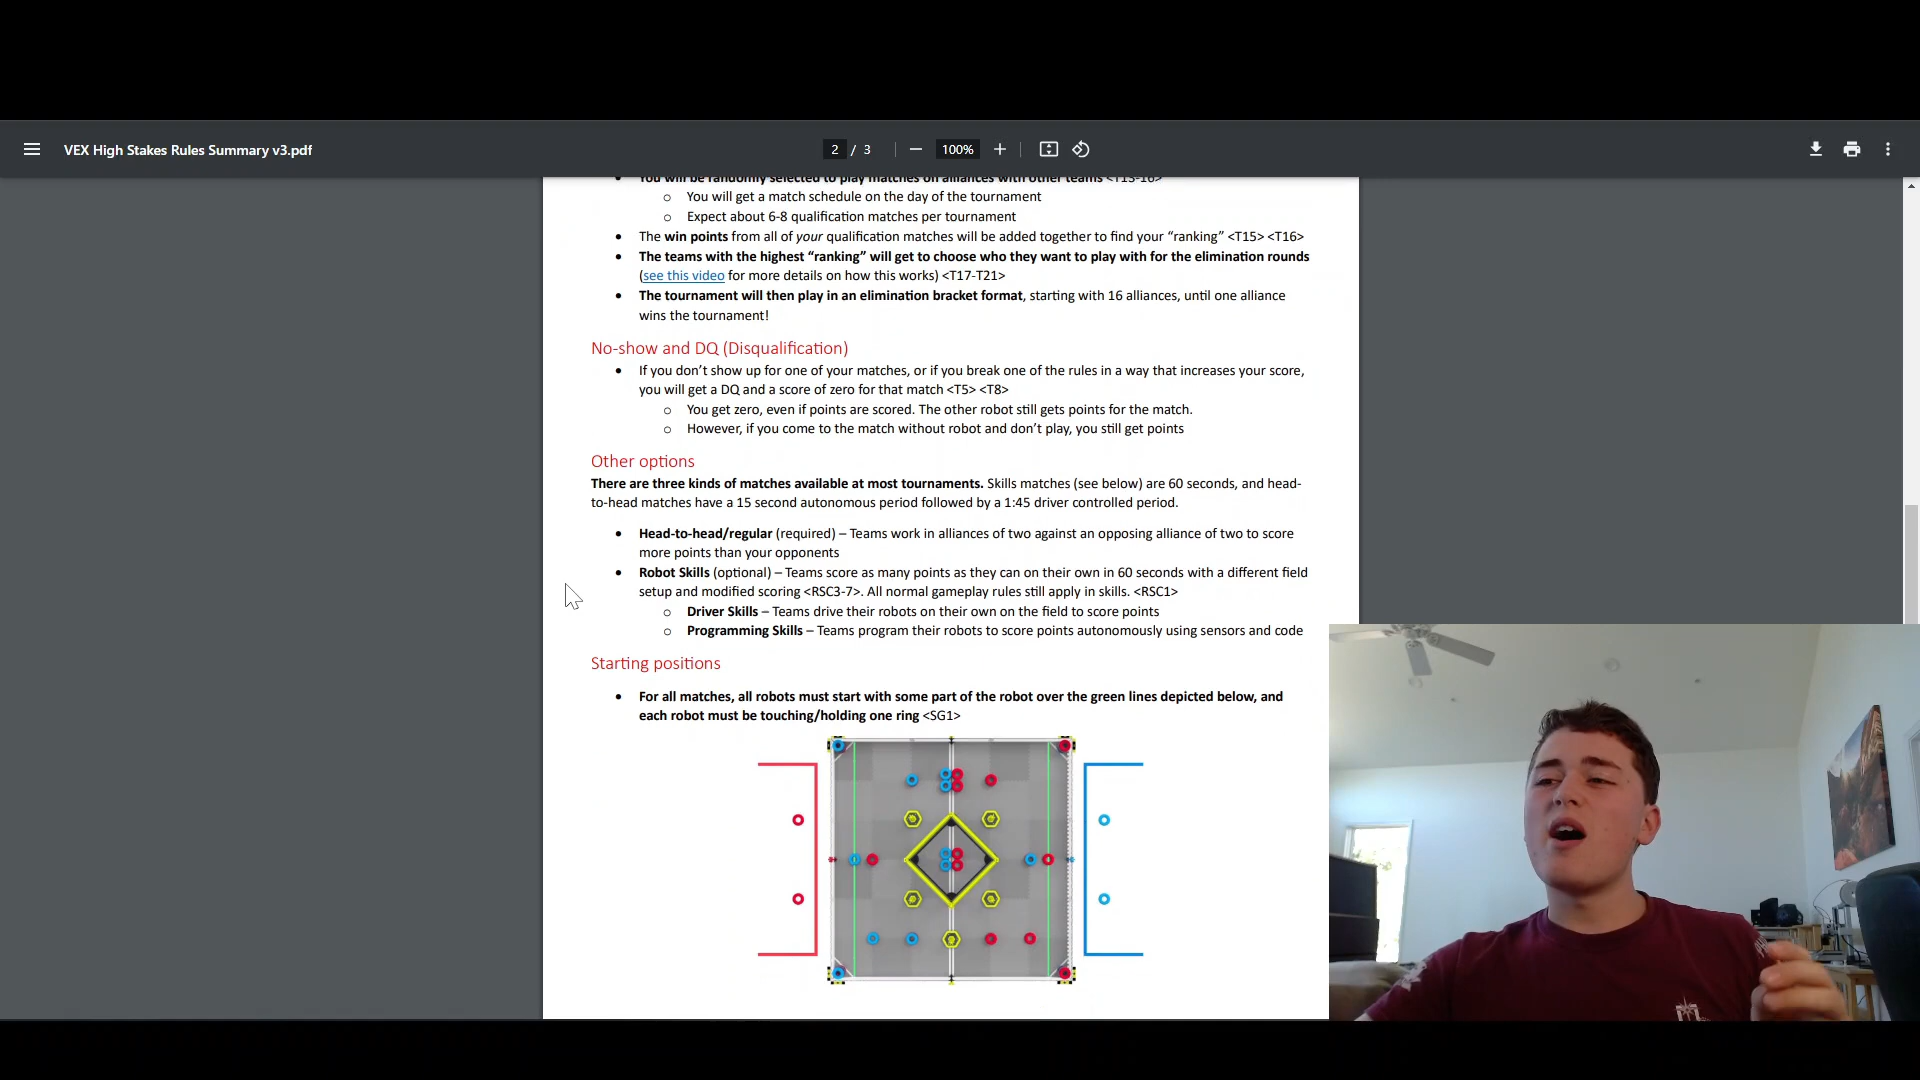 VEX High Stakes Rules Summary v3.pdf
2 / 3
100%
• You will be randomly selected to play matches on alliances with other teams <T13-16>
○ You will get a match schedule on the day of the tournament
○ Expect about 6-8 qualification matches per tournament
• The win points from all of your qualification matches will be added together to find your “ranking” <T15> <T16>
• The teams with the highest “ranking” will get to choose who they want to play with for the elimination rounds
(see this video for more details on how this works) <T17-T21>
• The tournament will then play in an elimination bracket format, starting with 16 alliances, until one alliance
wins the tournament!
No-show and DQ (Disqualification)
• If you don’t show up for one of your matches, or if you break one of the rules in a way that increases your score,
you will get a DQ and a score of zero for that match <T5> <T8>
○ You get zero, even if points are scored. The other robot still gets points for the match.
○ However, if you come to the match without robot and don’t play, you still get points
Other options
There are three kinds of matches available at most tournaments. Skills matches (see below) are 60 seconds, and head-
to-head matches have a 15 second autonomous period followed by a 1:45 driver controlled period.
• Head-to-head/regular (required) – Teams work in alliances of two against an opposing alliance of two to score
more points than your opponents
• Robot Skills (optional) – Teams score as many points as they can on their own in 60 seconds with a different field
setup and modified scoring <RSC3-7>. All normal gameplay rules still apply in skills. <RSC1>
○ Driver Skills – Teams drive their robots on their own on the field to score points
○ Programming Skills – Teams program their robots to score points autonomously using sensors and code
Starting positions
• For all matches, all robots must start with some part of the robot over the green lines depicted below, and
each robot must be touching/holding one ring <SG1>